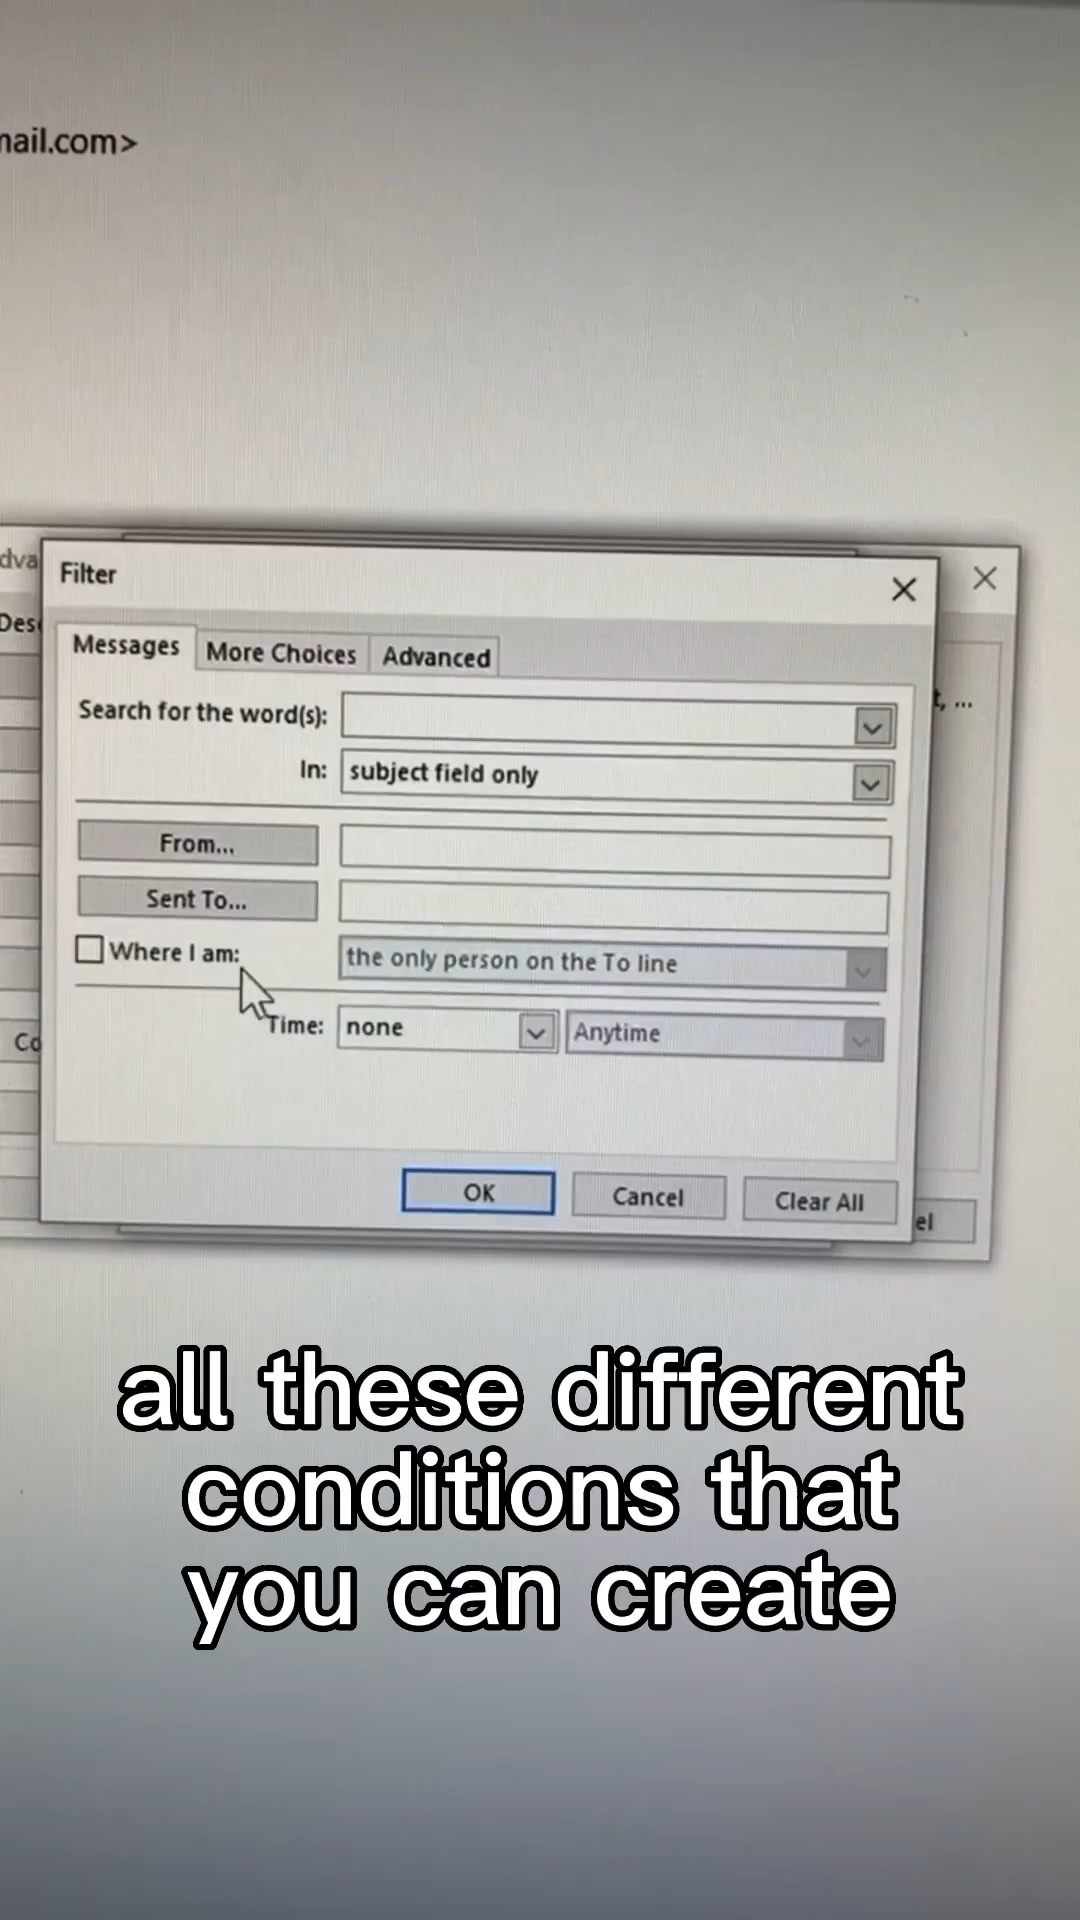 mail.com>
Filter
Messages More Choices Advanced
Search for the word(s):
In: subject field only
From...
Sent To...
Where I am: the only person on the To line
Time: none Anytime
OK Cancel Clear All
all these different
conditions that
you can create